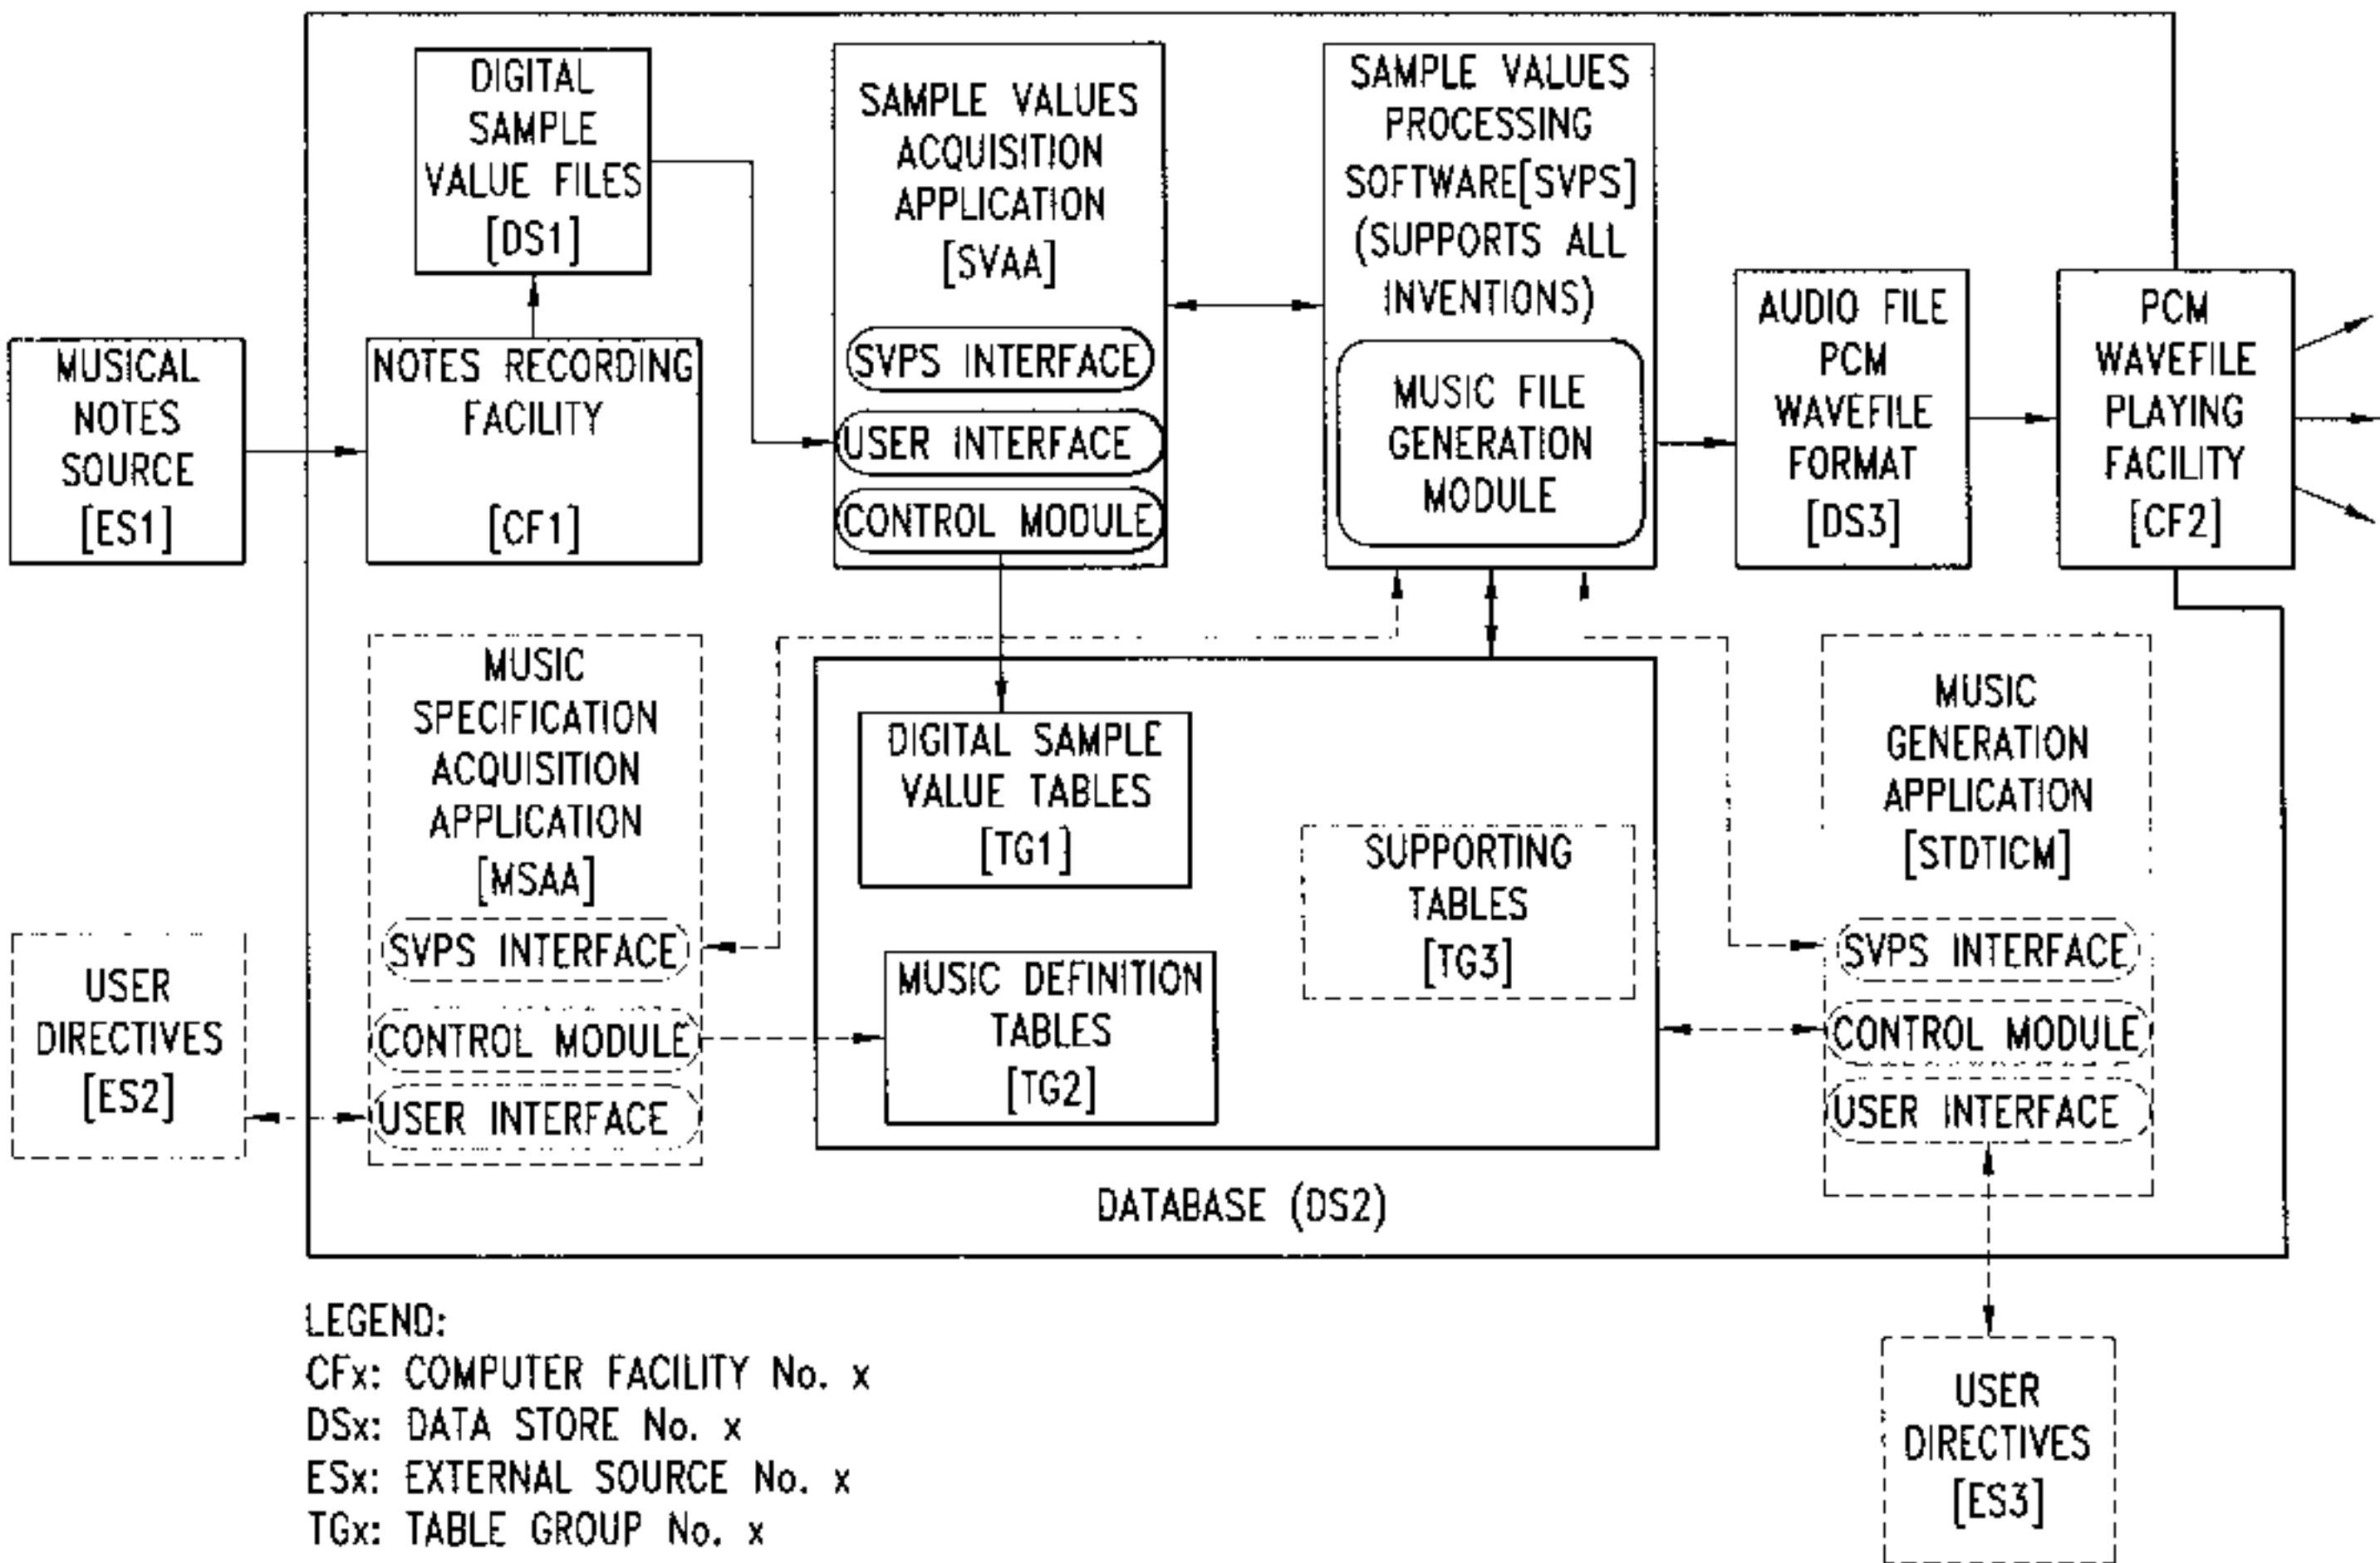 DIGITAL
SAMPLE
VALUE FILES
[DS1]
SAMPLE VALUES
ACQUISITION
APPLICATION
[SVAA]
SVPS INTERFACE
USER INTERFACE
CONTROL MODULE
SAMPLE VALUES
PROCESSING
SOFTWARE[SVPS]
(SUPPORTS ALL
INVENTIONS)
MUSIC FILE
GENERATION
MODULE
AUDIO FILE
PCM
WAVEFILE
FORMAT
[DS3]
PCM
WAVEFILE
PLAYING
FACILITY
[CF2]
MUSICAL
NOTES
SOURCE
[ES1]
NOTES RECORDING
FACILITY
[CF1]
MUSIC
SPECIFICATION
ACQUISITION
APPLICATION
[MSAA]
SVPS INTERFACE
CONTROL MODULE
USER INTERFACE
USER
DIRECTIVES
[ES2]
DIGITAL SAMPLE
VALUE TABLES
[TG1]
MUSIC DEFINITION
TABLES
[TG2]
SUPPORTING
TABLES
[TG3]
DATABASE (DS2)
MUSIC
GENERATION
APPLICATION
[STDTICM]
SVPS INTERFACE
CONTROL MODULE
USER INTERFACE
USER
DIRECTIVES
[ES3]
LEGEND:
CFx: COMPUTER FACILITY No. x
DSx: DATA STORE No. x
ESx: EXTERNAL SOURCE No. x
TGx: TABLE GROUP No. x